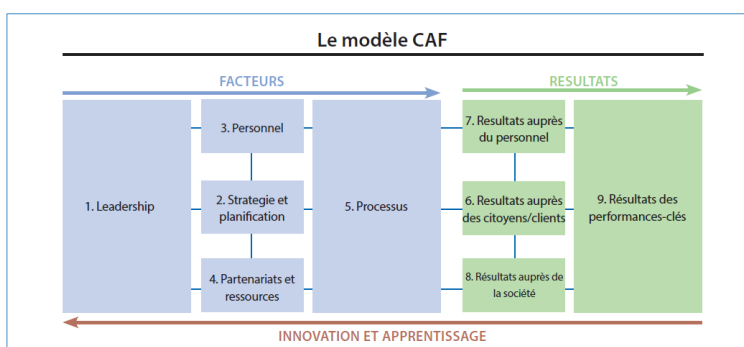 Le modèle CAF
FACTEURS
RESULTATS
1. Leadership
3. Personnel
2. Strategie et
planification
4. Partenariats et
ressources
5. Processus
7. Resultats auprès
du personnel
6. Resultats auprès
des citoyens/clients
8. Résultats auprès de
la société
9. Résultats des
performances-clés
INNOVATION ET APPRENTISSAGE